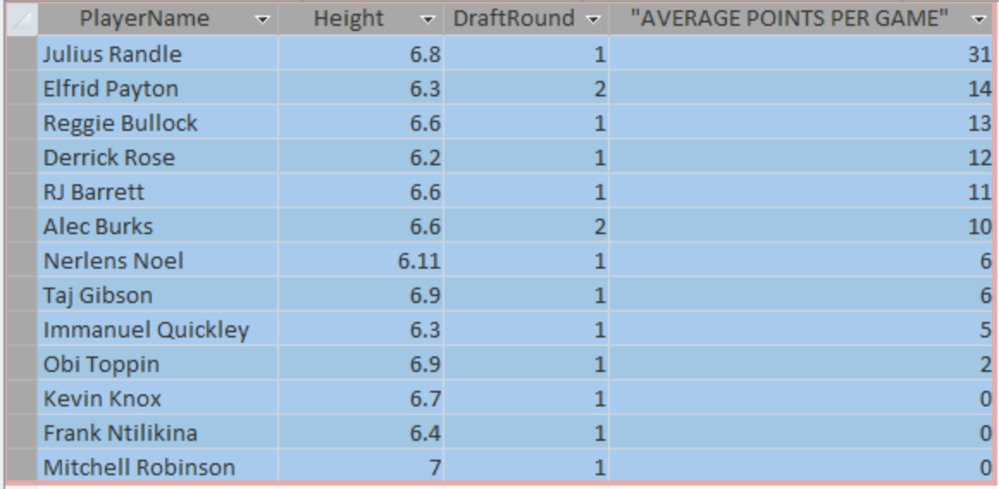 PlayerName Height DraftRound "AVERAGE POINTS PER GAME"
Julius Randle 6.8 1 31
Elfrid Payton 6.3 2 14
Reggie Bullock 6.6 1 13
Derrick Rose 6.2 1 12
RJ Barrett 6.6 1 11
Alec Burks 6.6 2 10
Nerlens Noel 6.11 1 6
Taj Gibson 6.9 1 6
Immanuel Quickley 6.3 1 5
Obi Toppin 6.9 1 2
Kevin Knox 6.7 1 0
Frank Ntilikina 6.4 1 0
Mitchell Robinson 7 1 0